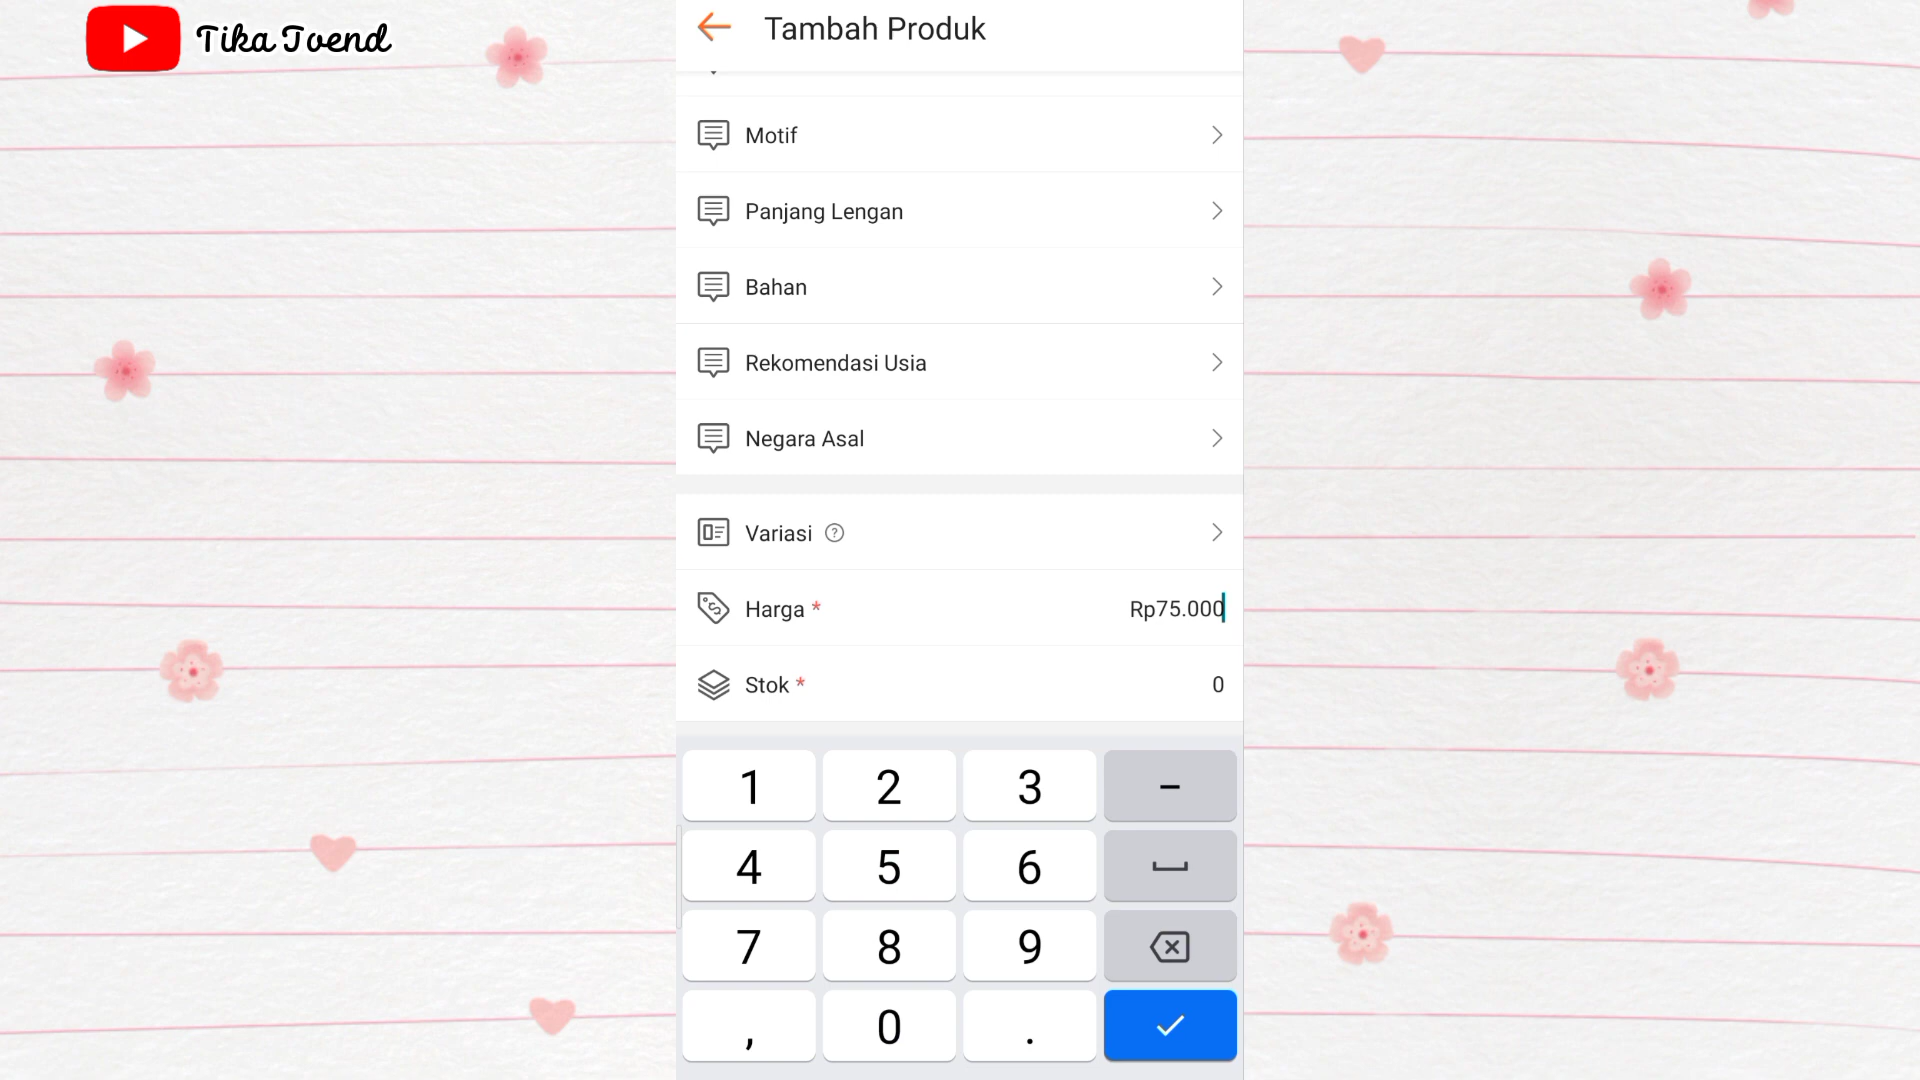 Tika Tvend
Tambah Produk
Motif
Panjang Lengan
Bahan
Rekomendasi Usia
Negara Asal
Variasi ?
Harga * Rp75.000
Stok * 0
1 2 3 -
4 5 6
7 8 9
, 0 .